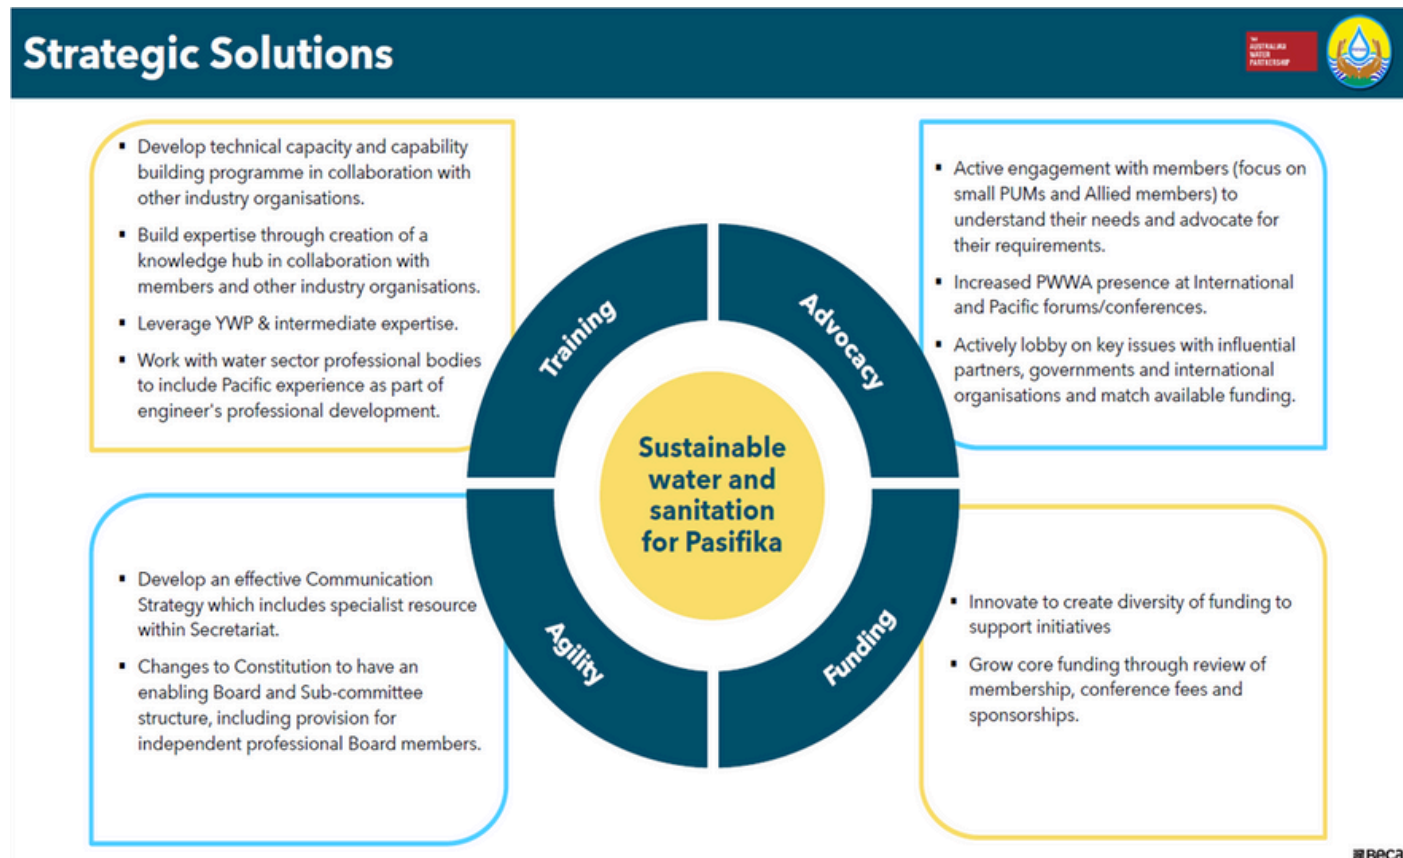 Strategic Solutions
THE
AUSTRALIAN
WATER
PARTNERSHIP
▪ Develop technical capacity and capability
building programme in collaboration with
other industry organisations.
▪ Build expertise through creation of a
knowledge hub in collaboration with
members and other industry organisations.
▪ Leverage YWP & intermediate expertise.
▪ Work with water sector professional bodies
to include Pacific experience as part of
engineer's professional development.
▪ Active engagement with members (focus on
small PUMs and Allied members) to
understand their needs and advocate for
their requirements.
▪ Increased PWWA presence at International
and Pacific forums/conferences.
▪ Actively lobby on key issues with influential
partners, governments and international
organisations and match available funding.
Training
Advocacy
Sustainable
water and
sanitation
for Pasifika
Agility
Funding
▪ Develop an effective Communication
Strategy which includes specialist resource
within Secretariat.
▪ Changes to Constitution to have an
enabling Board and Sub-committee
structure, including provision for
independent professional Board members.
▪ Innovate to create diversity of funding to
support initiatives
▪ Grow core funding through review of
membership, conference fees and
sponsorships.
Beca